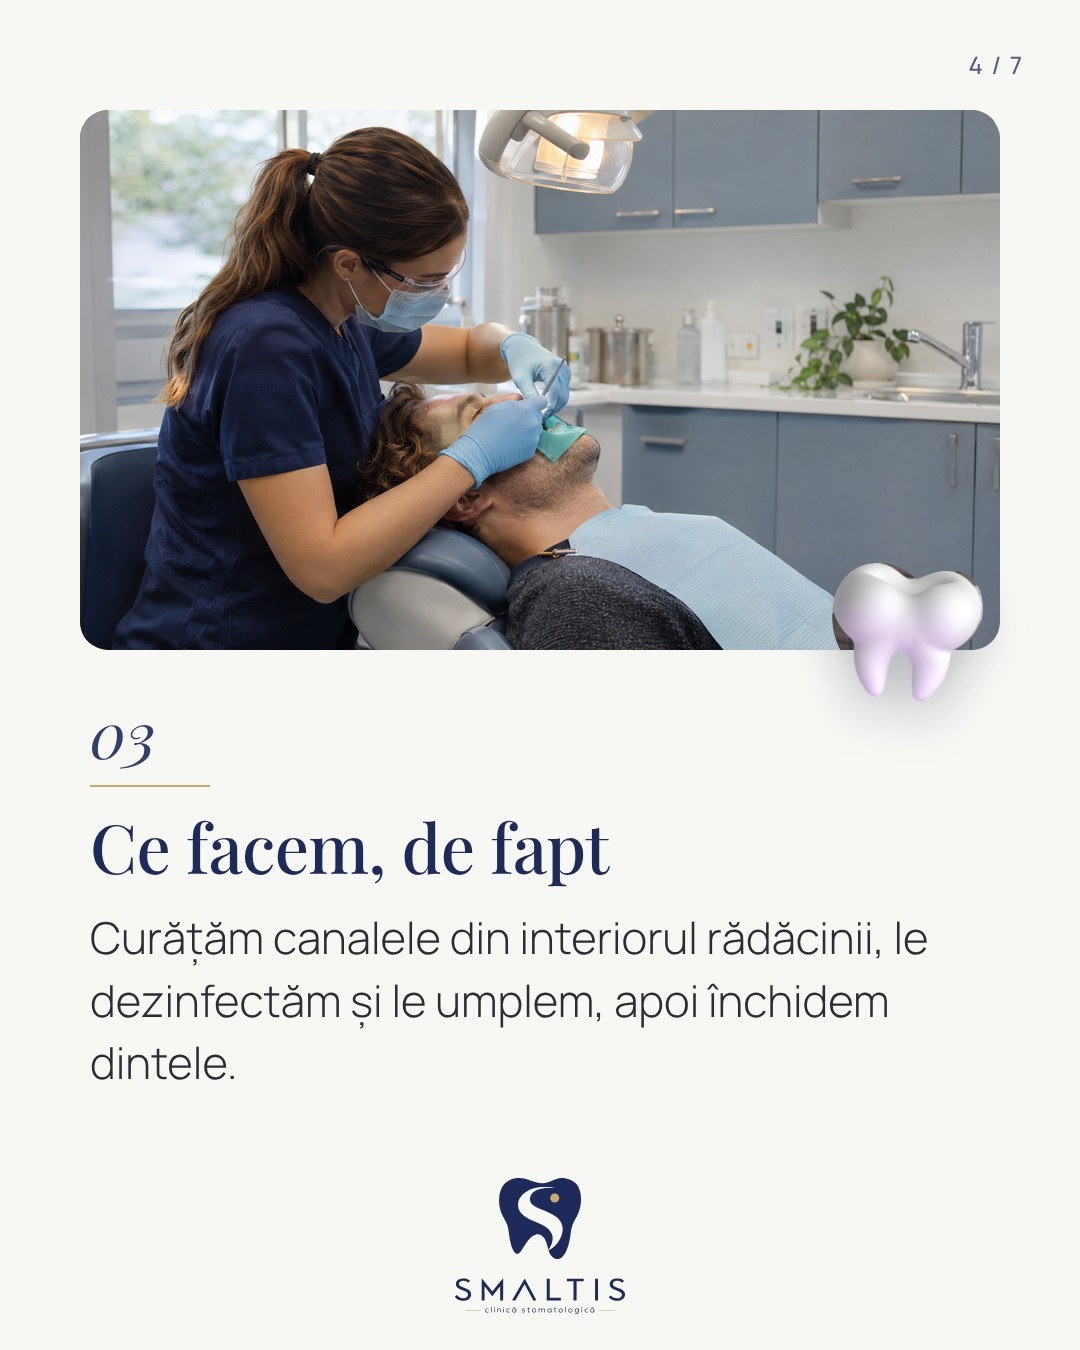 4 / 7
03
Ce facem, de fapt
Curățăm canalele din interiorul rădăcinii, le
dezinfectăm și le umplem, apoi închidem
dintele.
SMALTIS
clinică stomatologică